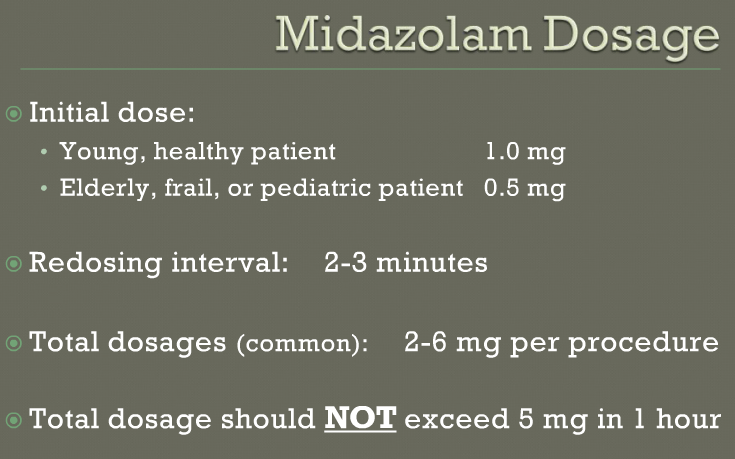 Midazolam Dosage
Initial dose:
Young, healthy patient 1.0 mg
Elderly, frail, or pediatric patient 0.5 mg
Redosing interval: 2-3 minutes
Total dosages (common): 2-6 mg per procedure
Total dosage should NOT exceed 5 mg in 1 hour